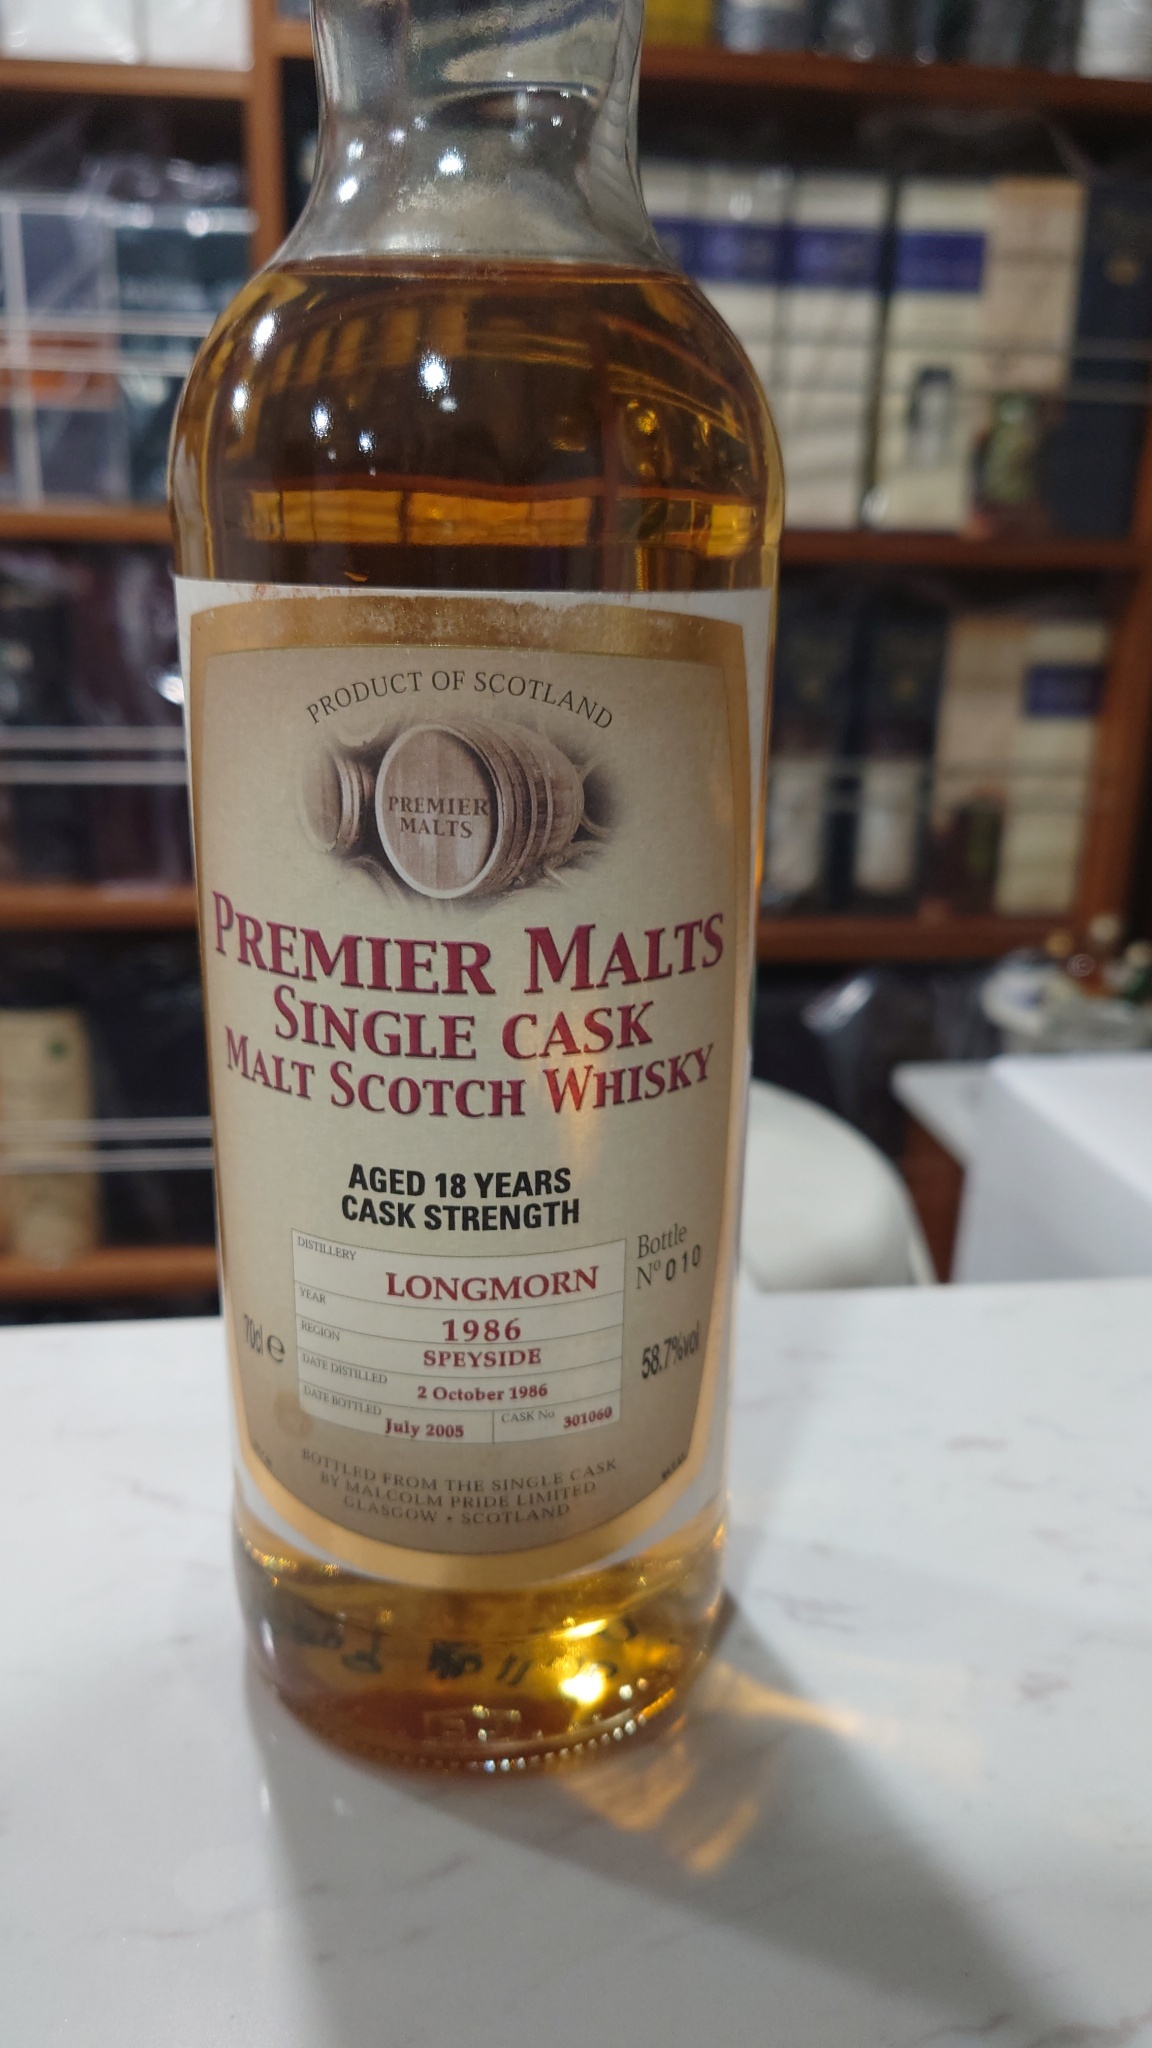 PRODUCT OF SCOTLAND
PREMIER
MALTS
PREMIER MALTS
SINGLE CASK
MALT SCOTCH WHISKY
AGED 18 YEARS
CASK STRENGTH
DISTILLERY
LONGMORN
Bottle
Nº 010
YEAR
1986
REGION
SPEYSIDE
70cl e
58.7%vol
DATE DISTILLED
2 October 1986
DATE BOTTLED
July 2005
CASK No
301060
BOTTLED FROM THE SINGLE CASK
BY MALCOLM PRIDE LIMITED
GLASGOW • SCOTLAND